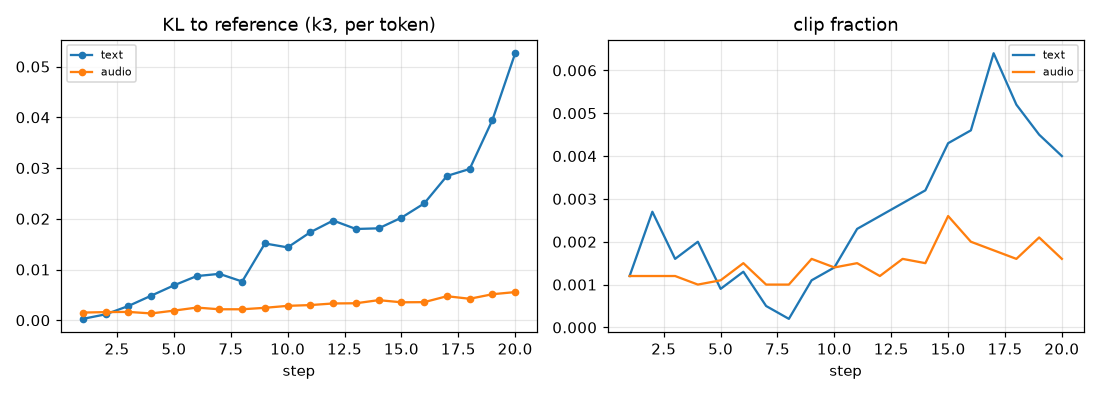 KL to reference (k3, per token)
text
audio
0.05
0.04
0.03
0.02
0.01
0.00
2.5 5.0 7.5 10.0 12.5 15.0 17.5 20.0
step
clip fraction
text
audio
0.006
0.005
0.004
0.003
0.002
0.001
0.000
2.5 5.0 7.5 10.0 12.5 15.0 17.5 20.0
step